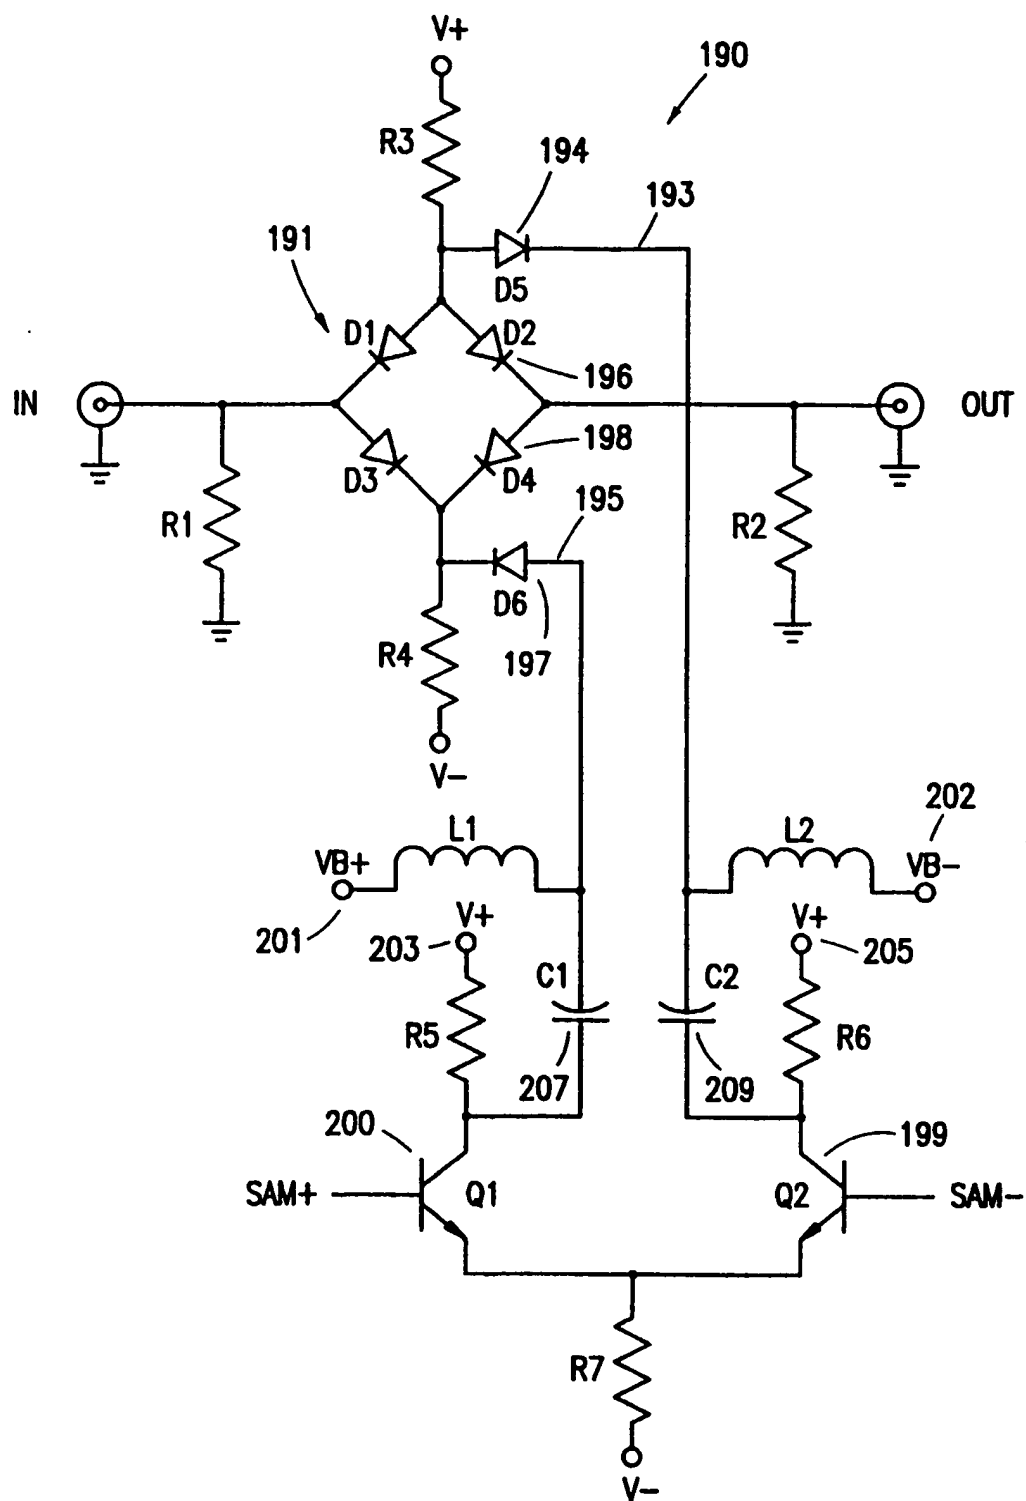 V+
190
R3
194
193
191
D5
D1
D2
196
IN
OUT
198
D3
D4
195
R1
R2
D6
197
R4
V-
202
L1
L2
VB+
VB-
201
V+
V+
203
205
C1
C2
R5
R6
207
209
200
199
SAM+
Q1
Q2
SAM-
R7
V-